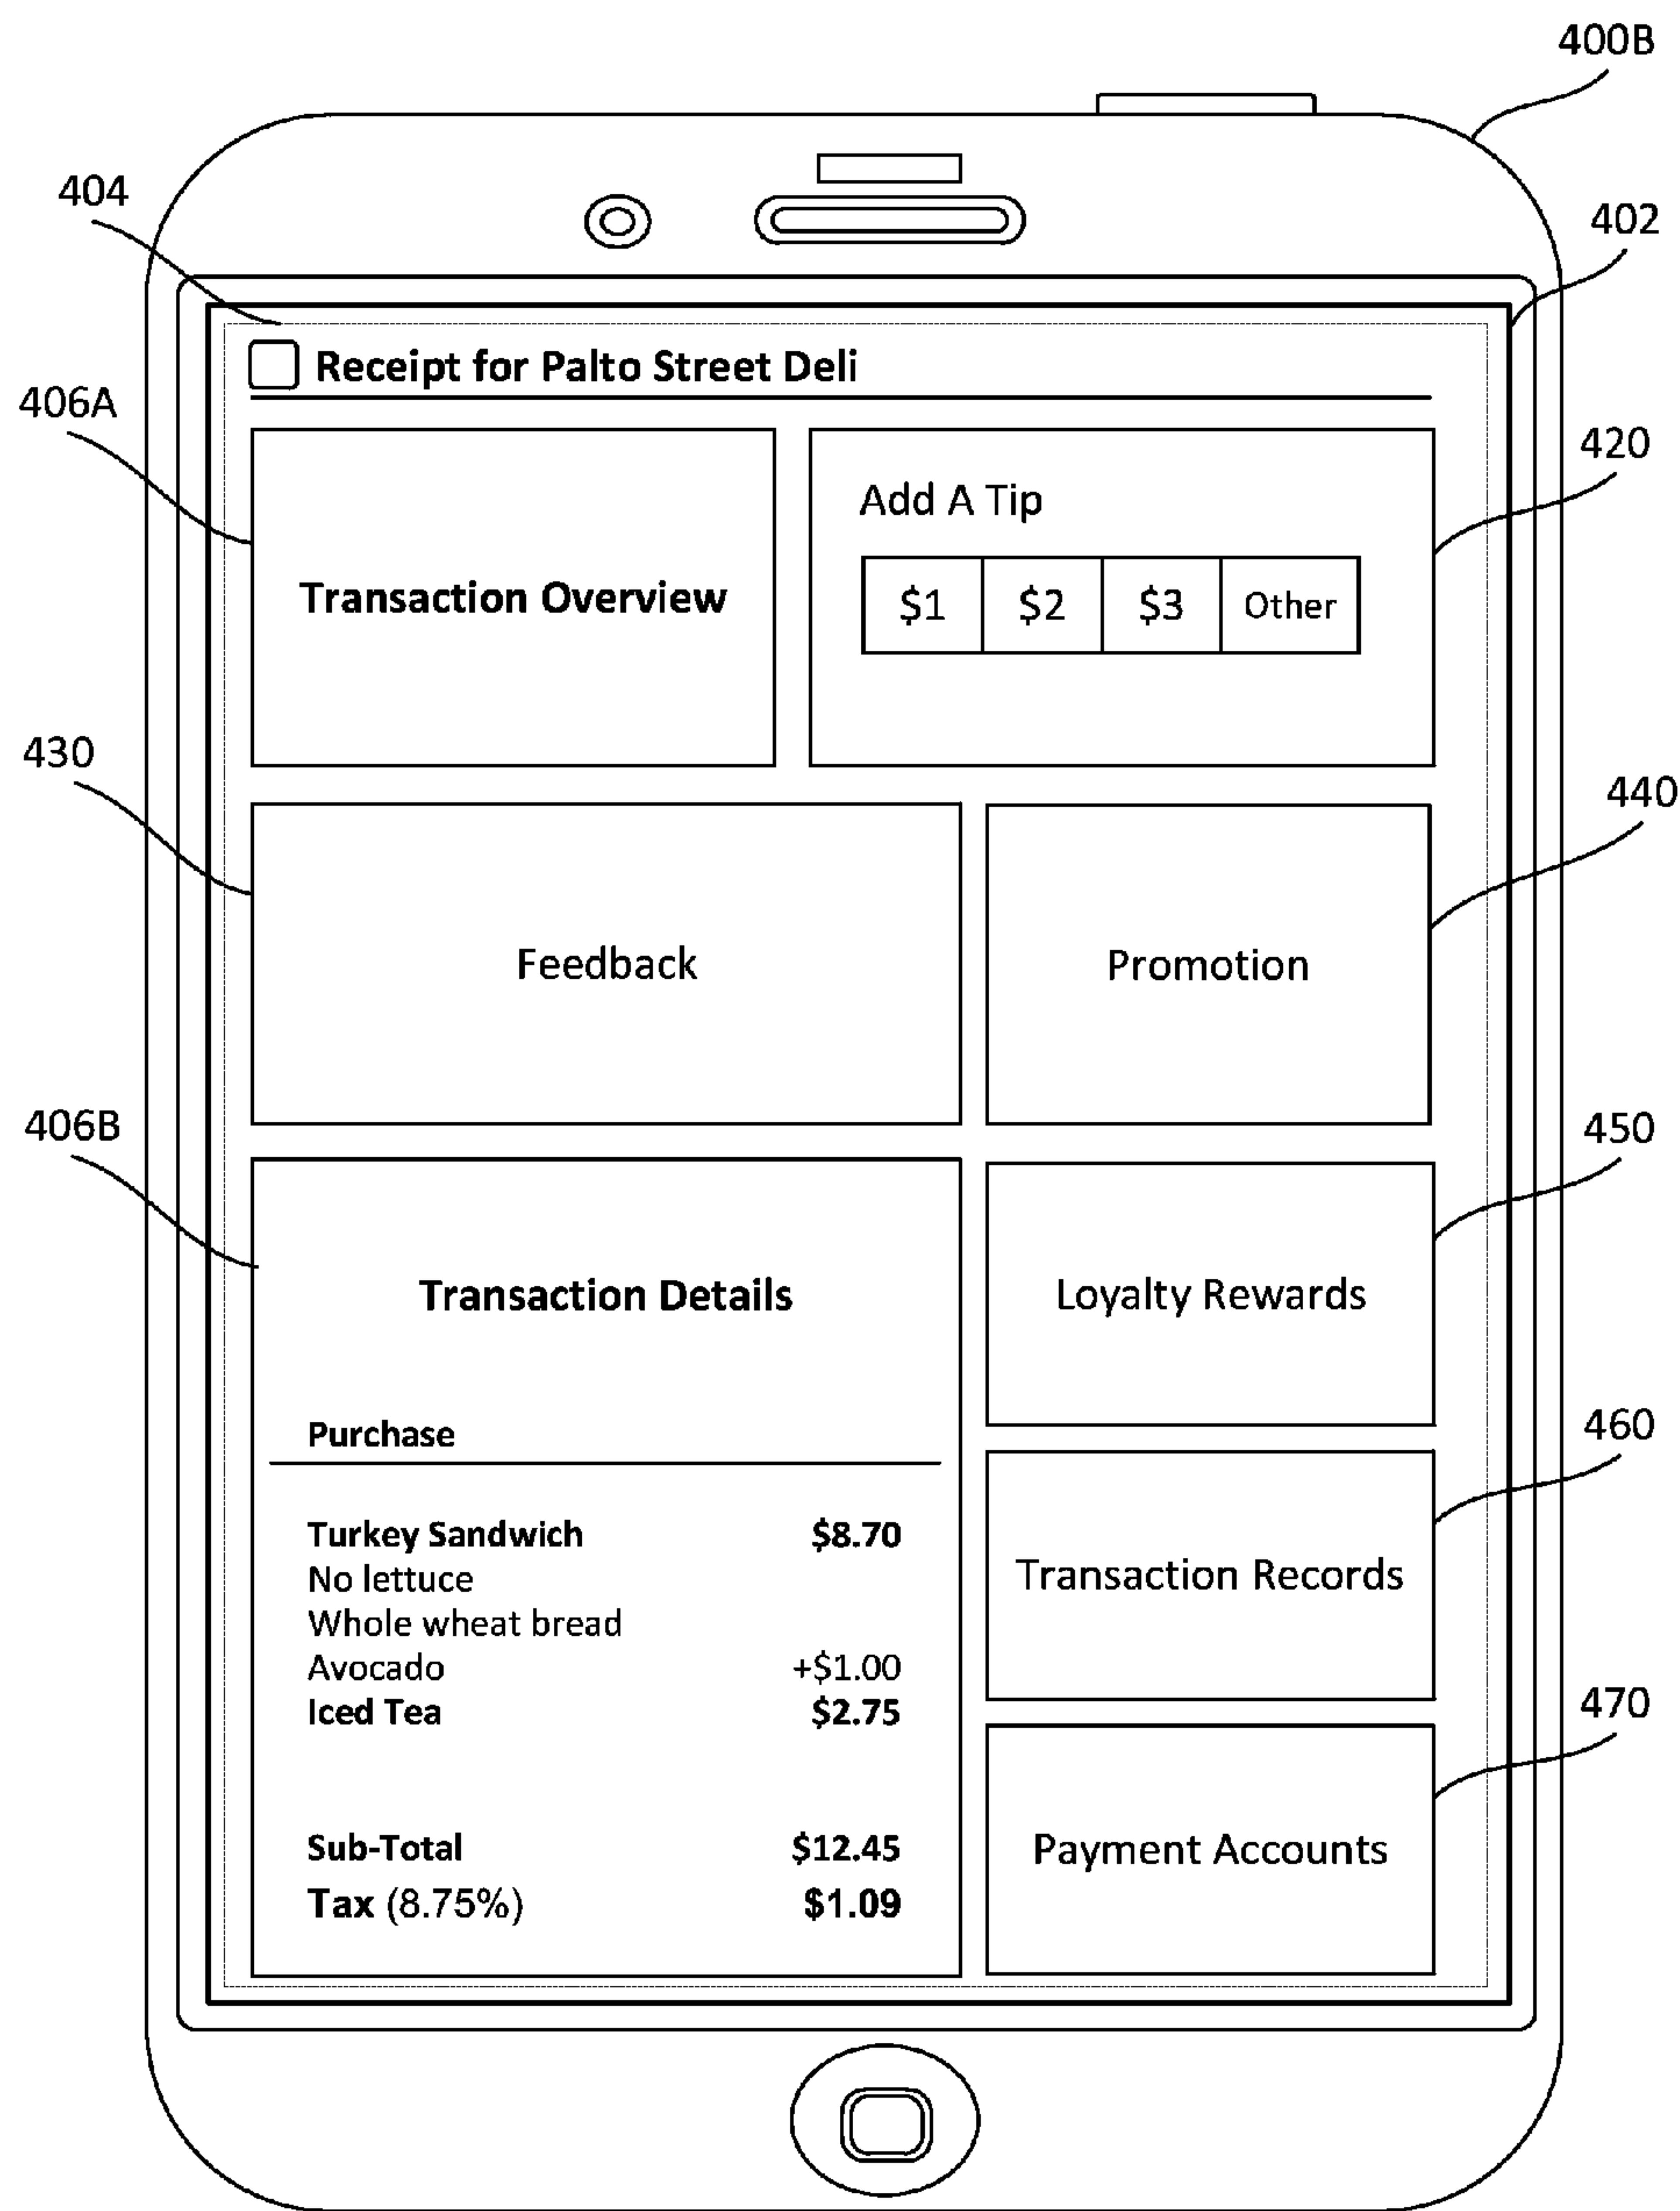 400B
404
402
Receipt for Palto Street Deli
406A
420
Add A Tip
$1 $2 $3 Other
Transaction Overview
430
440
Feedback
Promotion
406B
450
Transaction Details
Loyalty Rewards
Purchase
460
Turkey Sandwich $8.70
No lettuce
Whole wheat bread
Avocado +$1.00
Iced Tea $2.75
Transaction Records
470
Sub-Total $12.45
Tax (8.75%) $1.09
Payment Accounts